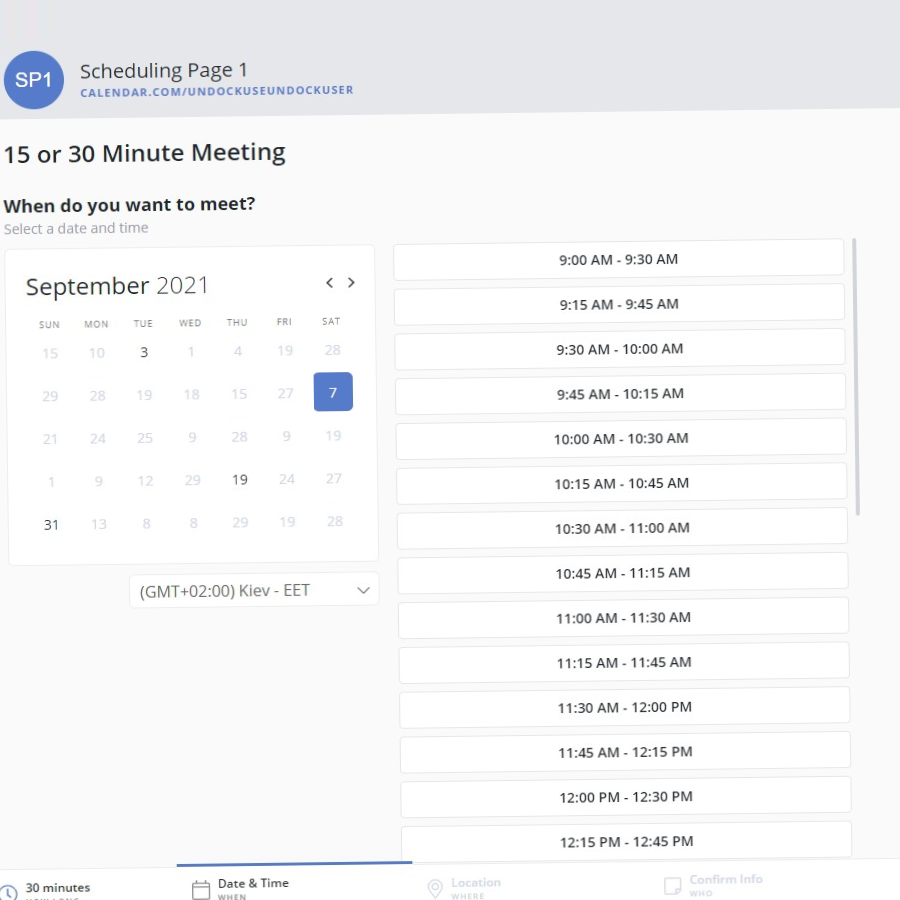 SP1
Scheduling Page 1
CALENDAR.COM/UNDOCKUSEUNDOCKUSER
15 or 30 Minute Meeting
When do you want to meet?
Select a date and time
September 2021
SUN MON TUE WED THU FRI SAT
15 10 3 1 4 19 28
29 28 19 18 15 27 7
21 24 25 9 28 9 19
1 9 12 29 19 24 27
31 13 8 8 29 19 28
(GMT+02:00) Kiev - EET
9:00 AM - 9:30 AM
9:15 AM - 9:45 AM
9:30 AM - 10:00 AM
9:45 AM - 10:15 AM
10:00 AM - 10:30 AM
10:15 AM - 10:45 AM
10:30 AM - 11:00 AM
10:45 AM - 11:15 AM
11:00 AM - 11:30 AM
11:15 AM - 11:45 AM
11:30 AM - 12:00 PM
11:45 AM - 12:15 PM
12:00 PM - 12:30 PM
12:15 PM - 12:45 PM
30 minutes
Date & Time
WHEN
Location
WHERE
Confirm Info
WHO